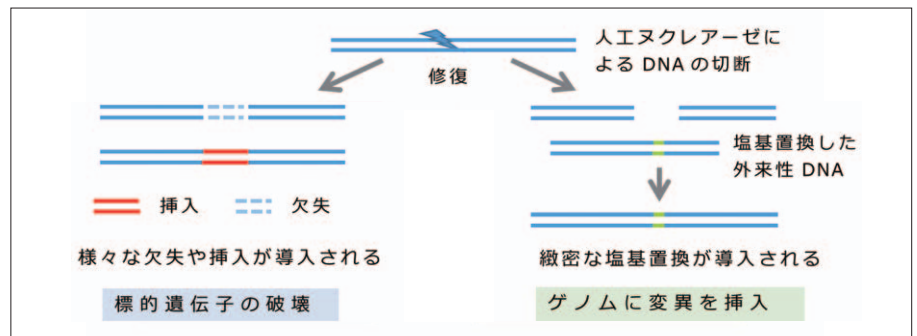 人工ヌクレアーゼに
よる DNA の切断
修復
塩基置換した
外来性 DNA
挿入
欠失
様々な欠失や挿入が導入される
標的遺伝子の破壊
緻密な塩基置換が導入される
ゲノムに変異を挿入